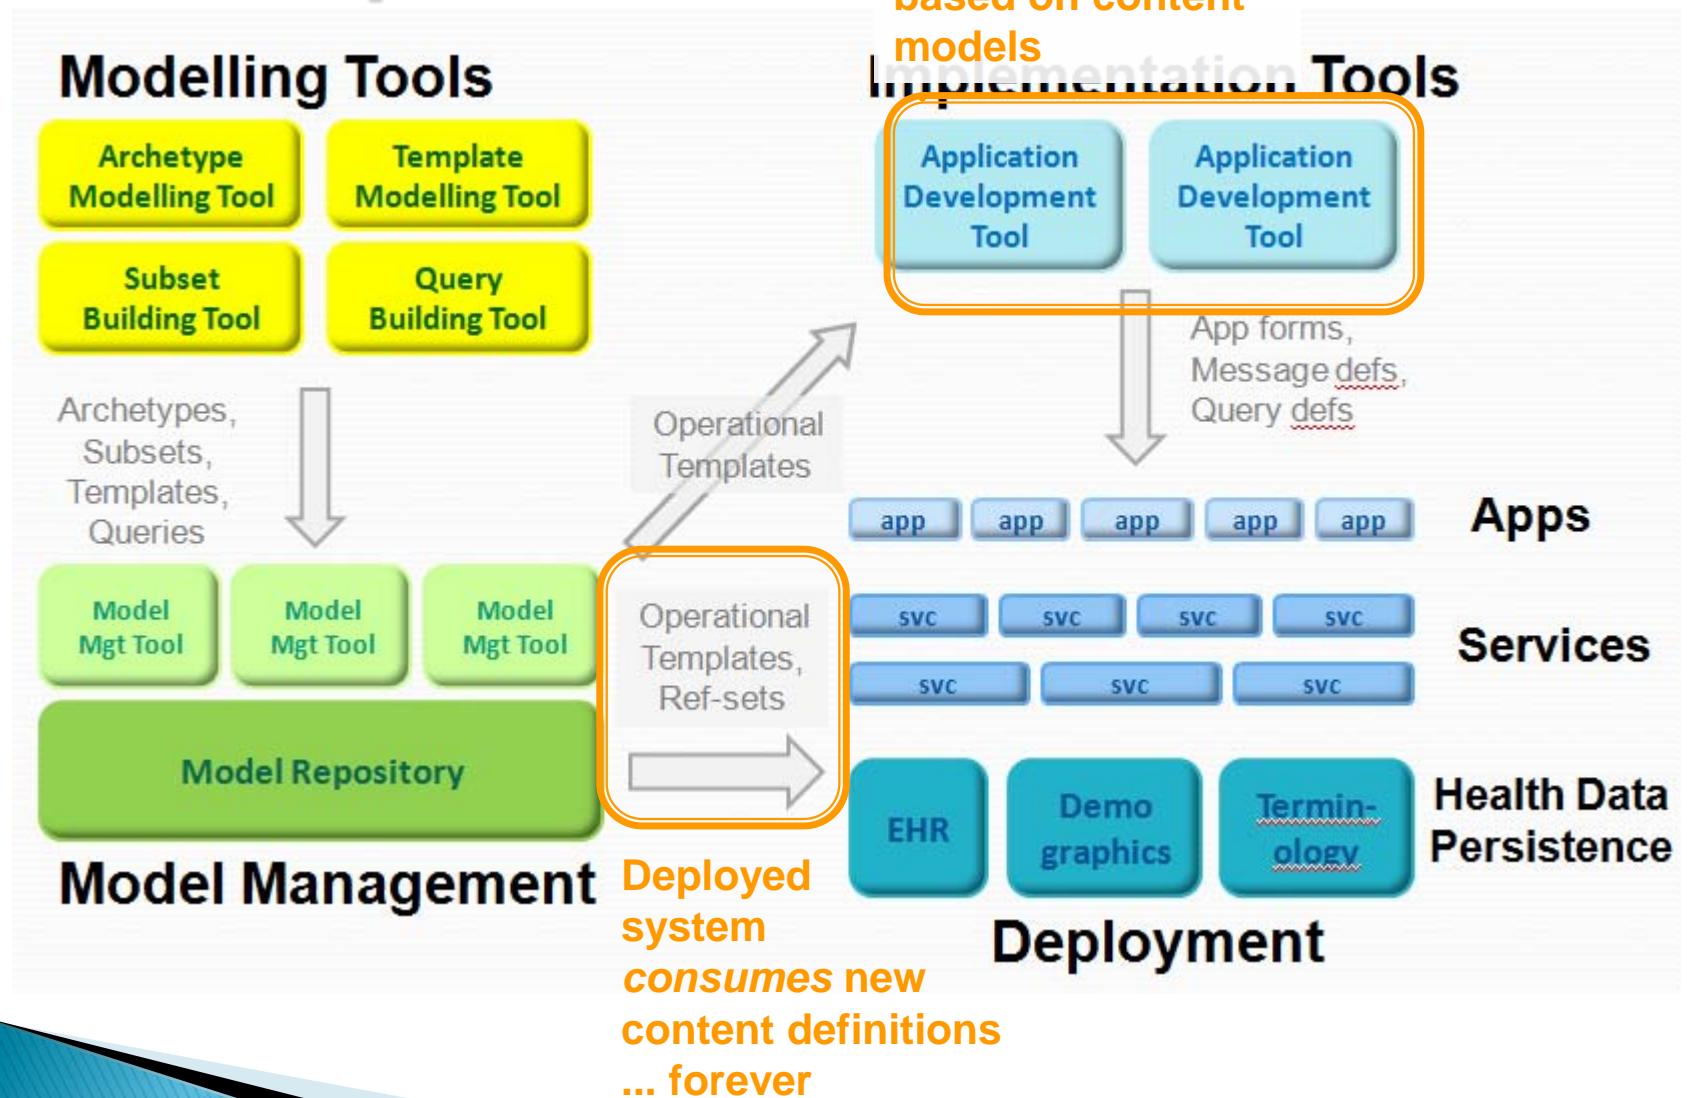 based on content
models
Modelling Tools
Implementation Tools
Archetype
Modelling Tool
Template
Modelling Tool
Subset
Building Tool
Query
Building Tool
Application
Development
Tool
Application
Development
Tool
Archetypes,
Subsets,
Templates,
Queries
Operational
Templates
App forms,
Message defs,
Query defs
app app app app app
Apps
Model
Mgt Tool
Model
Mgt Tool
Model
Mgt Tool
Operational
Templates,
Ref-sets
svc svc svc svc
svc svc svc
Services
Model Repository
EHR
Demo
graphics
Termin-
ology
Health Data
Persistence
Model Management
Deployed
system
consumes new
content definitions
... forever
Deployment